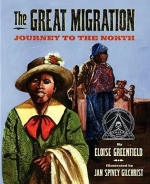 The GREAT MIGRATION
JOURNEY TO THE NORTH
By
ELOISE GREENFIELD
Illustrated by
JAN SPIVEY GILCHRIST